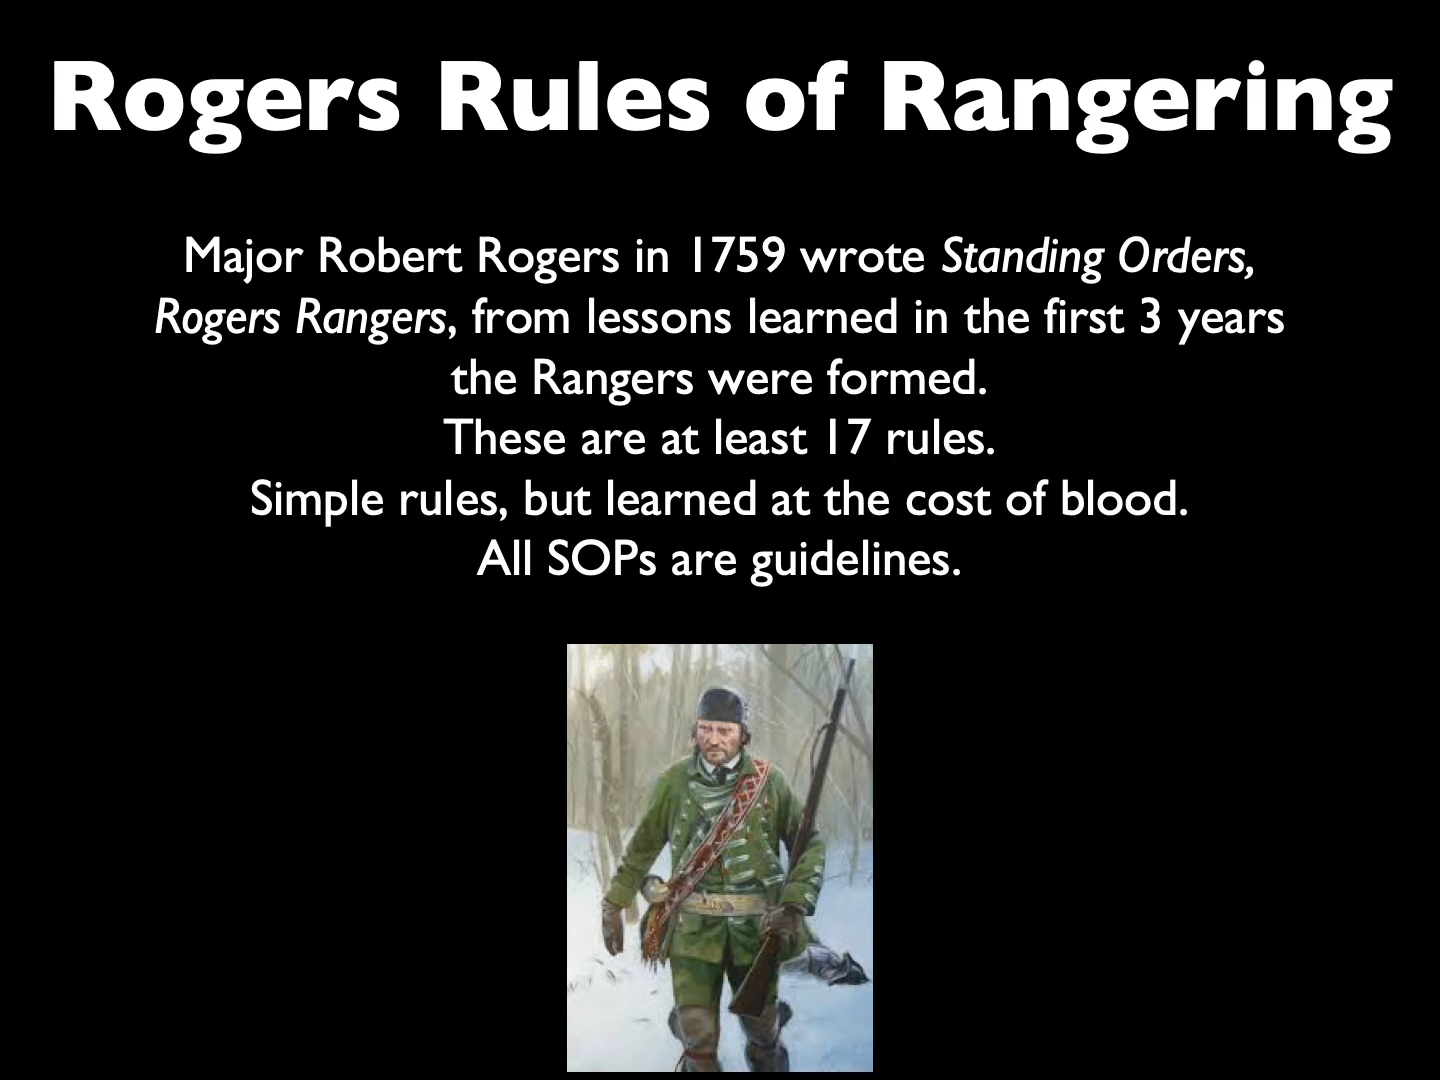 Rogers Rules of Rangering
Major Robert Rogers in 1759 wrote Standing Orders,
Rogers Rangers, from lessons learned in the first 3 years
the Rangers were formed.
These are at least 17 rules.
Simple rules, but learned at the cost of blood.
All SOPs are guidelines.